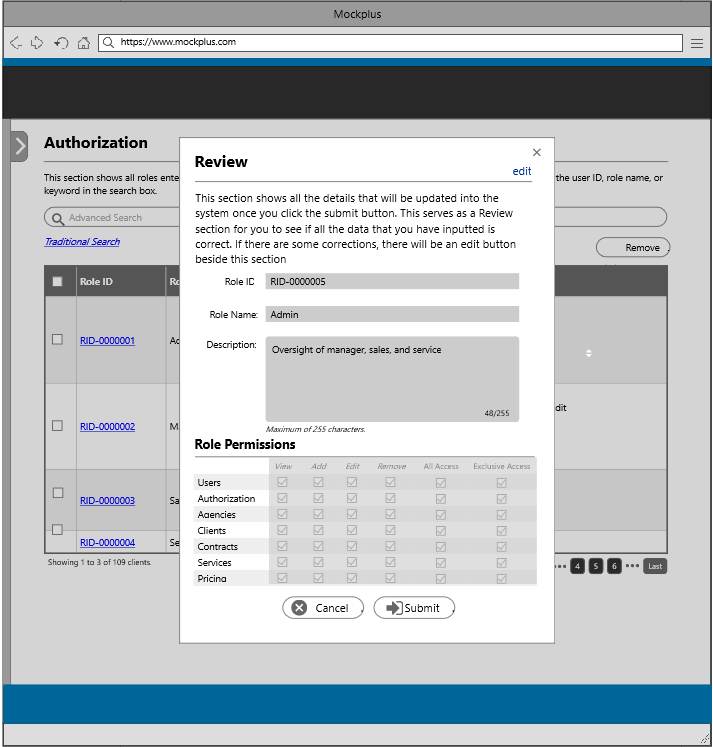 Mockplus
https://www.mockplus.com
Authorization
This section shows all roles ente
the user ID, role name, or
keyword in the search box.
Advanced Search
Traditional Search
Remove
Role ID
Ro
RID-0000001
Ad
RID-0000002
Ma
dit
RID-0000003
Sa
RID-0000004
Se
Showing 1 to 3 of 109 clients.
••• 4 5 6 ••• Last
Review
edit
This section shows all the details that will be updated into the
system once you click the submit button. This serves as a Review
section for you to see if all the data that you have inputted is
correct. If there are some corrections, there will be an edit button
beside this section
Role ID RID-0000005
Role Name: Admin
Description: Oversight of manager, sales, and service
48/255
Maximum of 255 characters.
Role Permissions
View Add Edit Remove All Access Exclusive Access
Users
Authorization
Agencies
Clients
Contracts
Services
Pricing
Cancel
Submit